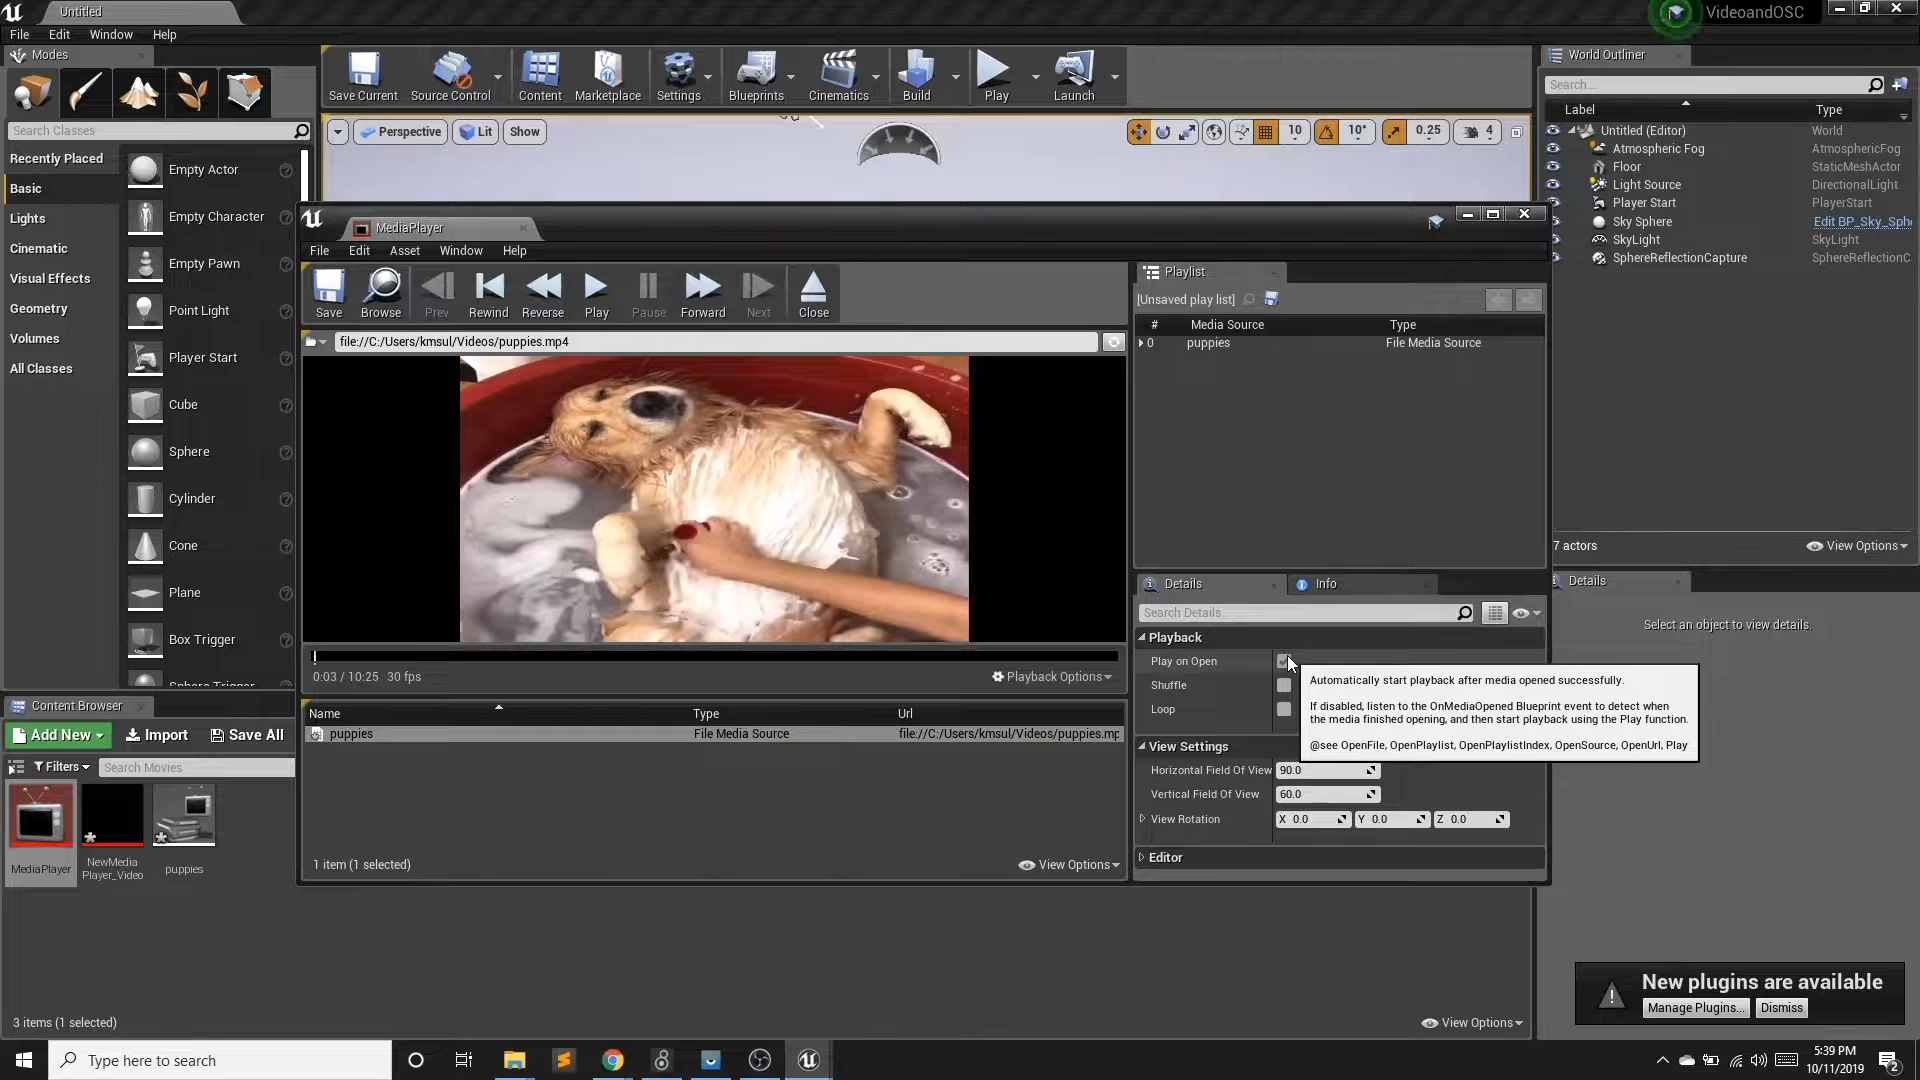 Untitled
VideoandOSC
File Edit Window Help
Modes
Search Classes
Recently Placed
Basic
Lights
Cinematic
Visual Effects
Geometry
Volumes
All Classes
Empty Actor
Empty Character
Empty Pawn
Point Light
Player Start
Cube
Sphere
Cylinder
Cone
Plane
Box Trigger
Sphere Trigger
Save Current Source Control Content Marketplace Settings Blueprints Cinematics Build Play Launch
Perspective Lit Show 10 10° 0.25 4
World Outliner
Search...
Label Type
Untitled (Editor) World
Atmospheric Fog AtmosphericFog
Floor StaticMeshActor
Light Source DirectionalLight
Player Start PlayerStart
Sky Sphere Edit BP_Sky_Sph
SkyLight SkyLight
SphereReflectionCapture SphereReflectionC
7 actors View Options
Details
Select an object to view details.
MediaPlayer
File Edit Asset Window Help
Save Browse Prev Rewind Reverse Play Pause Forward Next Close
file://C:/Users/kmsul/Videos/puppies.mp4
0:03 / 10:25 30 fps Playback Options
Name Type Url
puppies File Media Source file://C:/Users/kmsul/Videos/puppies.mp
1 item (1 selected) View Options
Playlist
[Unsaved play list]
# Media Source Type
0 puppies File Media Source
Details Info
Search Details
Playback
Play on Open
Shuffle
Loop
View Settings
Horizontal Field Of View 90.0
Vertical Field Of View 60.0
View Rotation X 0.0 Y 0.0 Z 0.0
Editor
Automatically start playback after media opened successfully.
If disabled, listen to the OnMediaOpened Blueprint event to detect when
the media finished opening, and then start playback using the Play function.
@see OpenFile, OpenPlaylist, OpenPlaylistIndex, OpenSource, OpenUrl, Play
Content Browser
Add New Import Save All
Filters Search Movies
MediaPlayer
NewMedia
Player_Video
puppies
3 items (1 selected) View Options
New plugins are available
Manage Plugins... Dismiss
Type here to search
5:39 PM
10/11/2019
2